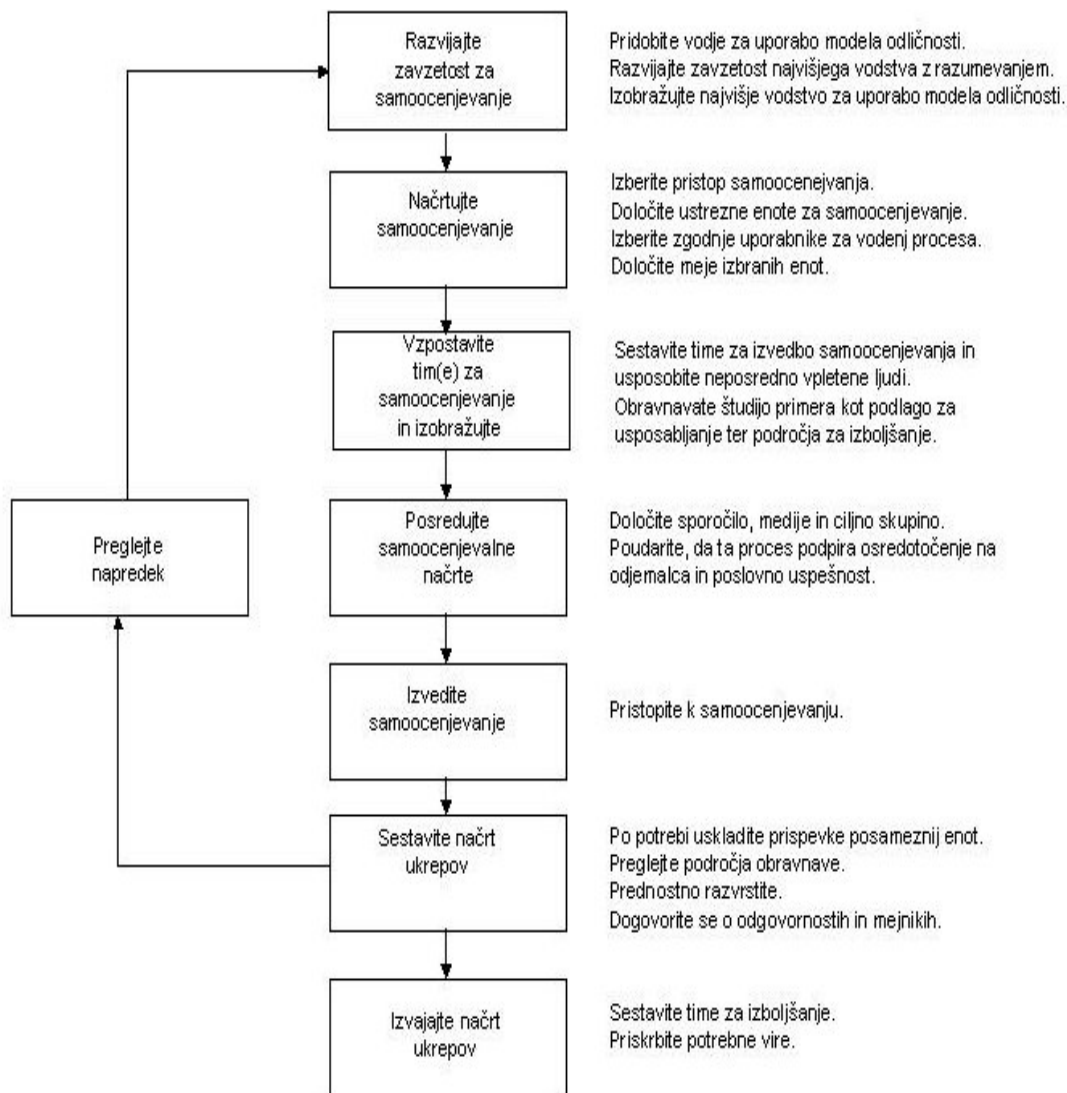 Razvijajte
zavzetost za
samoocenjevanje
Pridobite vodje za uporabo modela odličnosti.
Razvijajte zavzetost najvišjega vodstva z razumevanjem.
Izobražujte najvišje vodstvo za uporabo modela odličnosti.
Načrtujte
samoocenjevanje
Izberite pristop samoocenejvanja.
Določite ustrezne enote za samoocenjevanje.
Izberite zgodnje uporabnike za vodenj procesa.
Določite meje izbranih enot.
Vzpostavite
tim(e) za
samoocenjevanje
in izobražujte
Sestavite time za izvedbo samoocenjevanja in
usposobite neposredno vpletene ljudi.
Obravnavate študijo primera kot podlago za
usposabljanje ter področja za izboljšanje.
Preglejte
napredek
Posredujte
samoocenjevalne
načrte
Določite sporočilo, medije in ciljno skupino.
Poudarite, da ta proces podpira osredotočenje na
odjemalca in poslovno uspešnost.
Izvedite
samoocenjevanje
Pristopite k samoocenjevanju.
Sestavite načrt
ukrepov
Po potrebi uskladite prispevke posameznij enot.
Preglejte področja obravnave.
Prednostno razvrstite.
Dogovorite se o odgovornostih in mejnikih.
Izvajajte načrt
ukrepov
Sestavite time za izboljšanje.
Priskrbite potrebne vire.